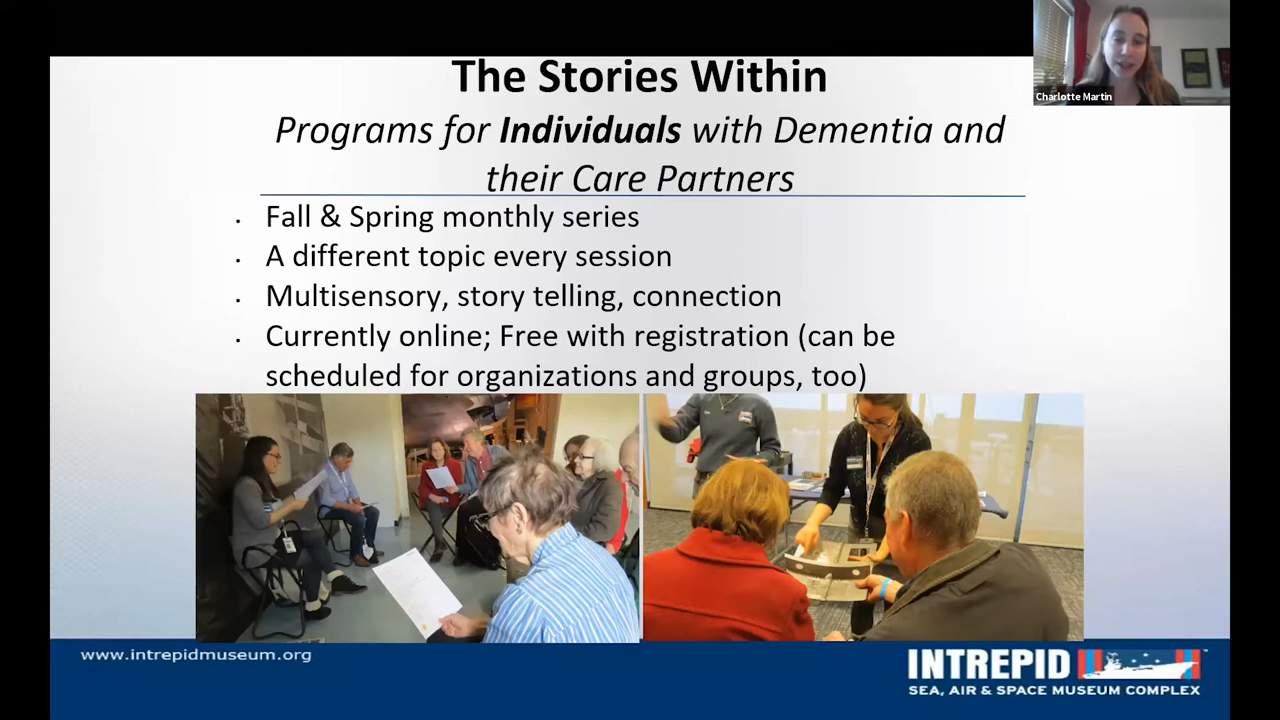 Charlotte Martin
The Stories Within
Programs for Individuals with Dementia and
their Care Partners
· Fall & Spring monthly series
· A different topic every session
· Multisensory, story telling, connection
· Currently online; Free with registration (can be
scheduled for organizations and groups, too)
www.intrepidmuseum.org
INTREPID
SEA, AIR & SPACE MUSEUM COMPLEX